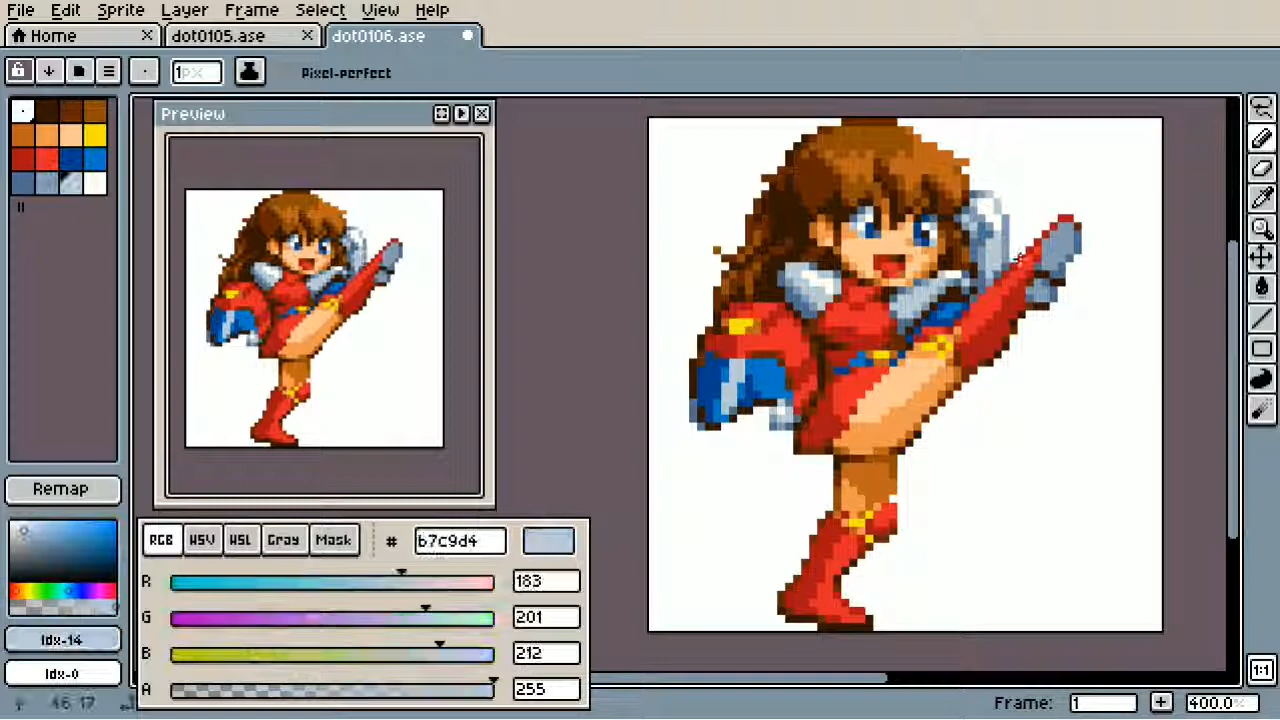 File Edit Sprite Layer Frame Select View Help
Home dot0105.ase dot0106.ase
1px Pixel-perfect
Preview
Remap
RGB HSV HSL Gray Mask # b7c9d4
R 183
G 201
B 212
A 255
Idx-14
Idx-0
46 17
Frame: 1 + 400.0
1:1